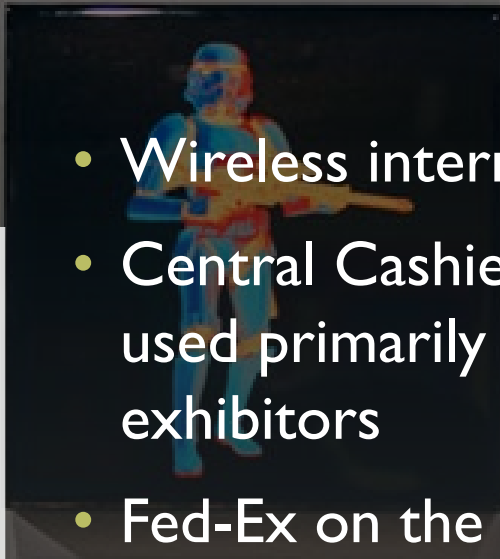 • Wireless inter
• Central Cashie
used primarily
exhibitors
• Fed-Ex on the